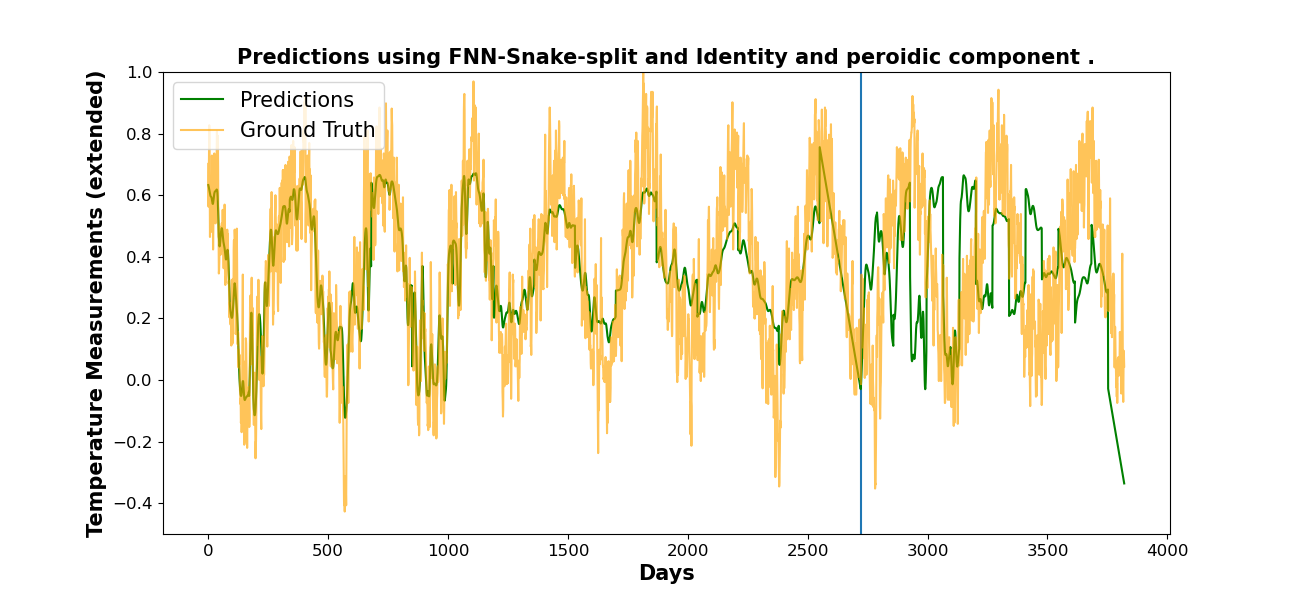 Predictions using FNN-Snake-split and Identity and peroidic component .
Temperature Measurements (extended)
1.0
0.8
0.6
0.4
0.2
0.0
−0.2
−0.4
Predictions
Ground Truth
0 500 1000 1500 2000 2500 3000 3500 4000
Days